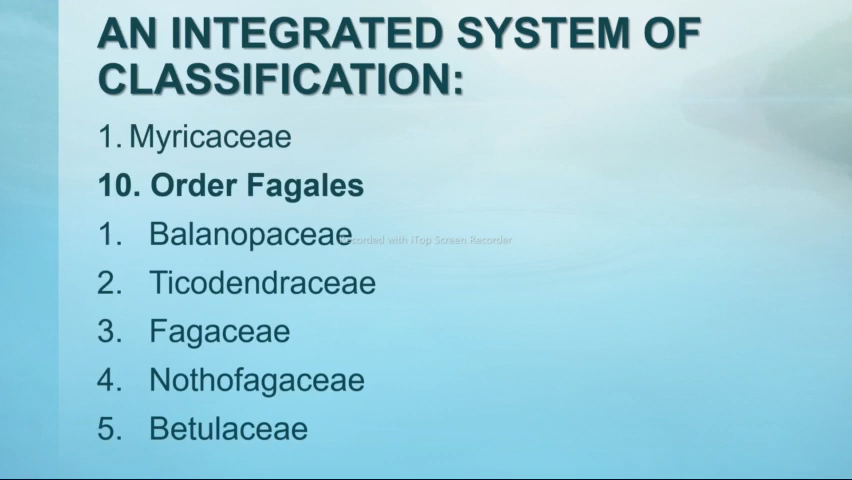 AN INTEGRATED SYSTEM OF
CLASSIFICATION:
1. Myricaceae
10. Order Fagales
1. Balanopaceae
Recorded with iTop Screen Recorder
2. Ticodendraceae
3. Fagaceae
4. Nothofagaceae
5. Betulaceae